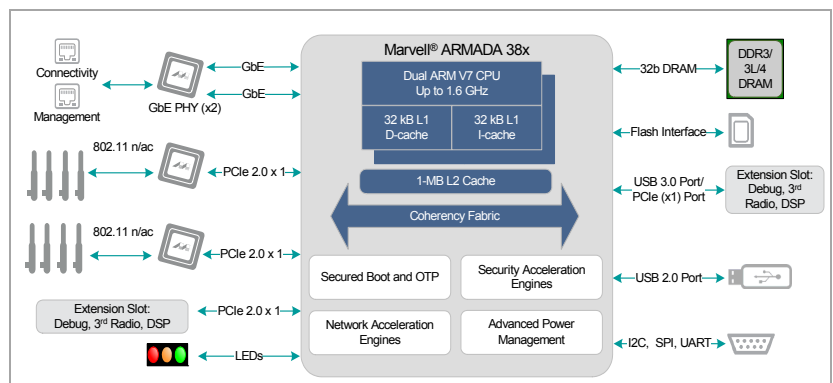 Marvell® ARMADA 38x
Dual ARM V7 CPU
Up to 1.6 GHz
32 kB L1
D-cache
32 kB L1
I-cache
1-MB L2 Cache
Coherency Fabric
Secured Boot and OTP
Security Acceleration
Engines
Network Acceleration
Engines
Advanced Power
Management
Connectivity
Management
GbE PHY (x2)
GbE
GbE
802.11 n/ac
PCIe 2.0 x 1
802.11 n/ac
PCIe 2.0 x 1
Extension Slot:
Debug, 3rd Radio, DSP
PCIe 2.0 x 1
LEDs
32b DRAM
DDR3/
3L/4
DRAM
Flash Interface
USB 3.0 Port/
PCIe (x1) Port
Extension Slot:
Debug, 3rd
Radio, DSP
USB 2.0 Port
I2C, SPI, UART